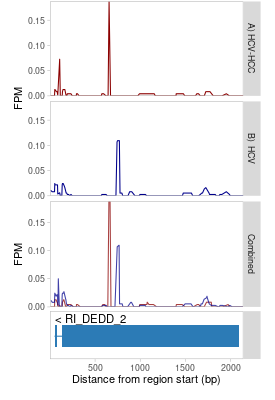 0.15
0.10
0.05
0.00
FPM
A) HCV-HCC
0.15
0.10
0.05
0.00
FPM
B) HCV
0.15
0.10
0.05
0.00
FPM
Combined
< RI_DEDD_2
500 1000 1500 2000
Distance from region start (bp)